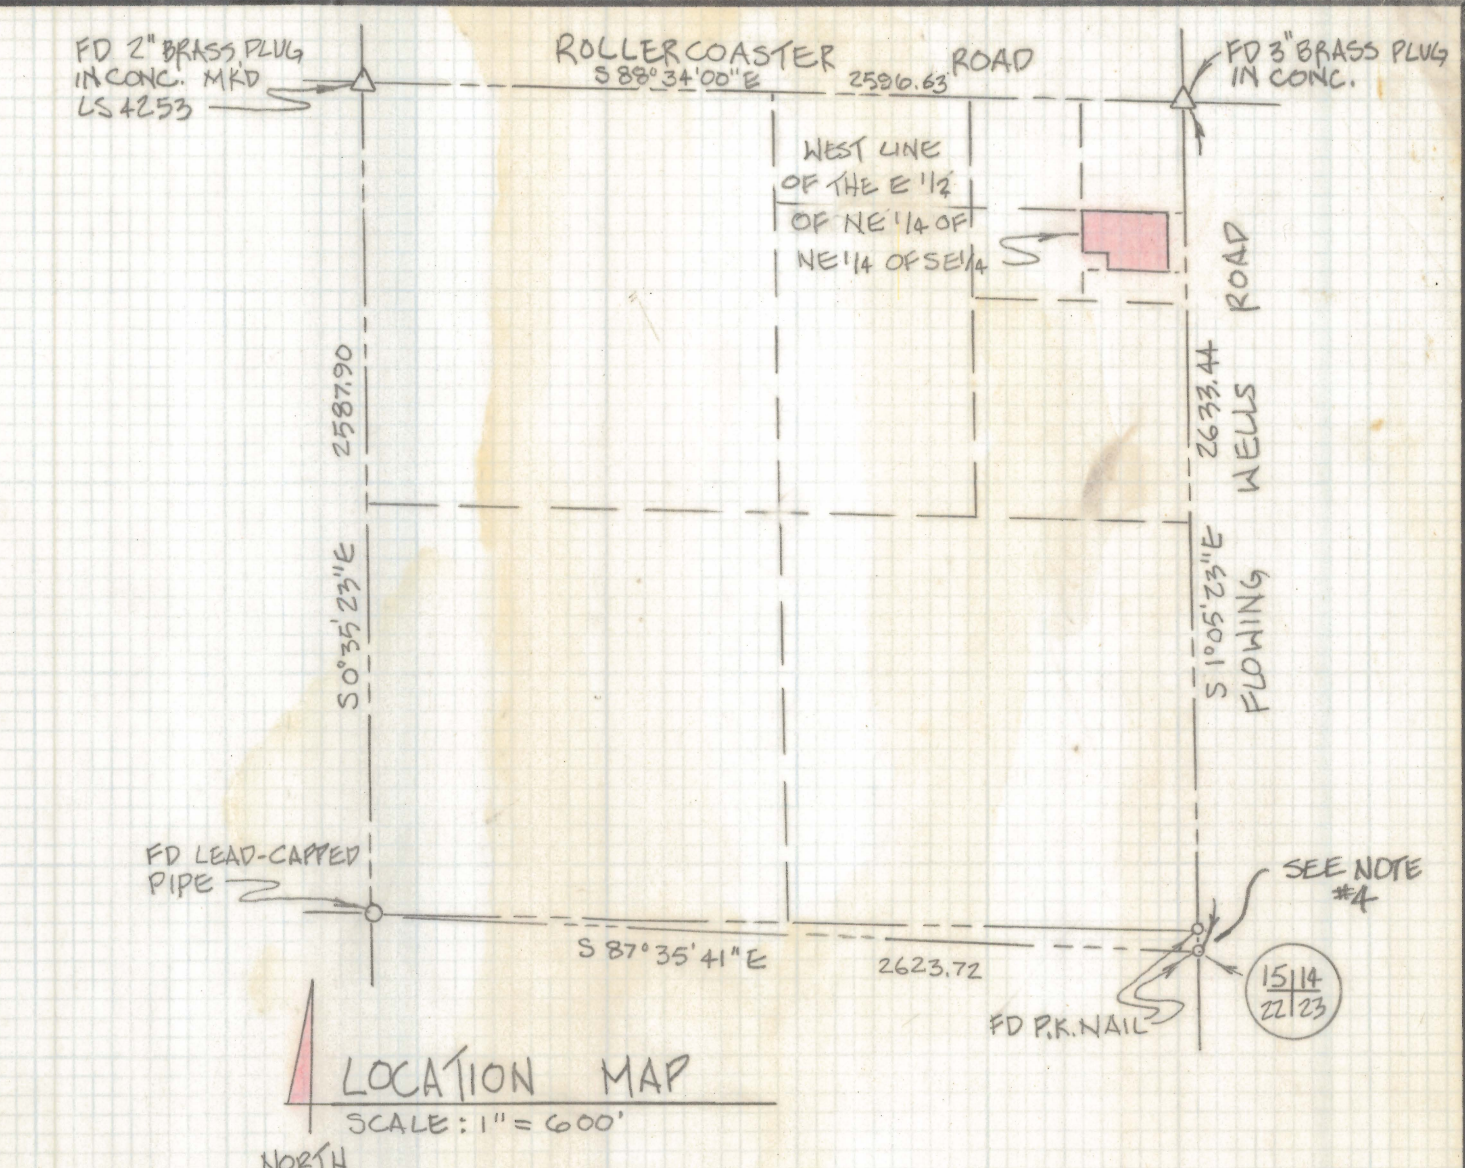 FD 2" BRASS PLUG
IN CONC. MKD
LS 4253
ROLLERCOASTER ROAD
S 88°34'00"E 2596.63
FD 3" BRASS PLUG
IN CONC.
WEST LINE
OF THE E 1/2
OF NE 1/4 OF
NE 1/4 OF SE 1/4
2587.90
S 0°35'23"E
2633.44
S 1°05'23"E
FLOWING WELLS ROAD
FD LEAD-CAPPED
PIPE
SEE NOTE
#4
S 87°35'41"E
2623.72
15 14
22 23
FD P.K. NAIL
LOCATION MAP
SCALE: 1" = 600'
NORTH